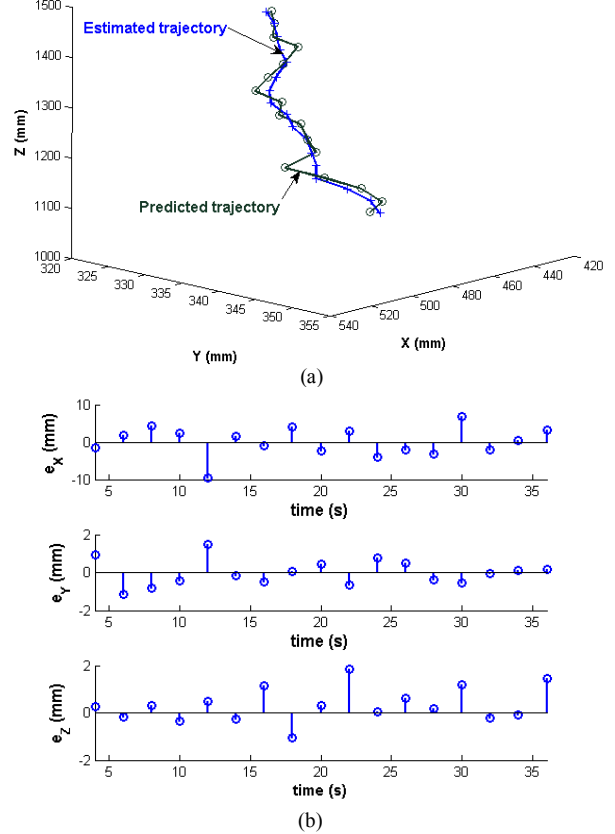 1500
Estimated trajectory
1400
1300
Z (mm)
1200
Predicted trajectory
1100
1000
320
325
330
335
340
345
350
355
540
520
500
480
460
440
420
Y (mm)
X (mm)
(a)
10
0
-10
e_X (mm)
5 10 15 20 25 30 35
time (s)
2
0
-2
e_Y (mm)
5 10 15 20 25 30 35
time (s)
2
0
-2
e_Z (mm)
5 10 15 20 25 30 35
time (s)
(b)